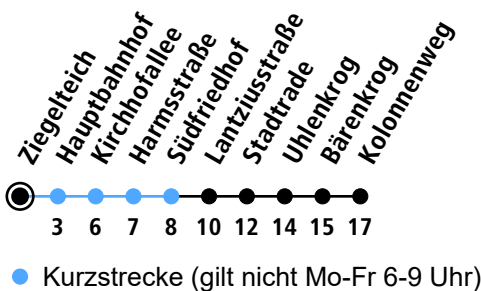 Ziegelteich
Hauptbahnhof
Kirchhofallee
Harmsstraße
Südfriedhof
Lantziusstraße
Stadtrade
Uhlenkrog
Bärenkrog
Kolonnenweg
3 6 7 8 10 12 14 15 17
Kurzstrecke (gilt nicht Mo-Fr 6-9 Uhr)